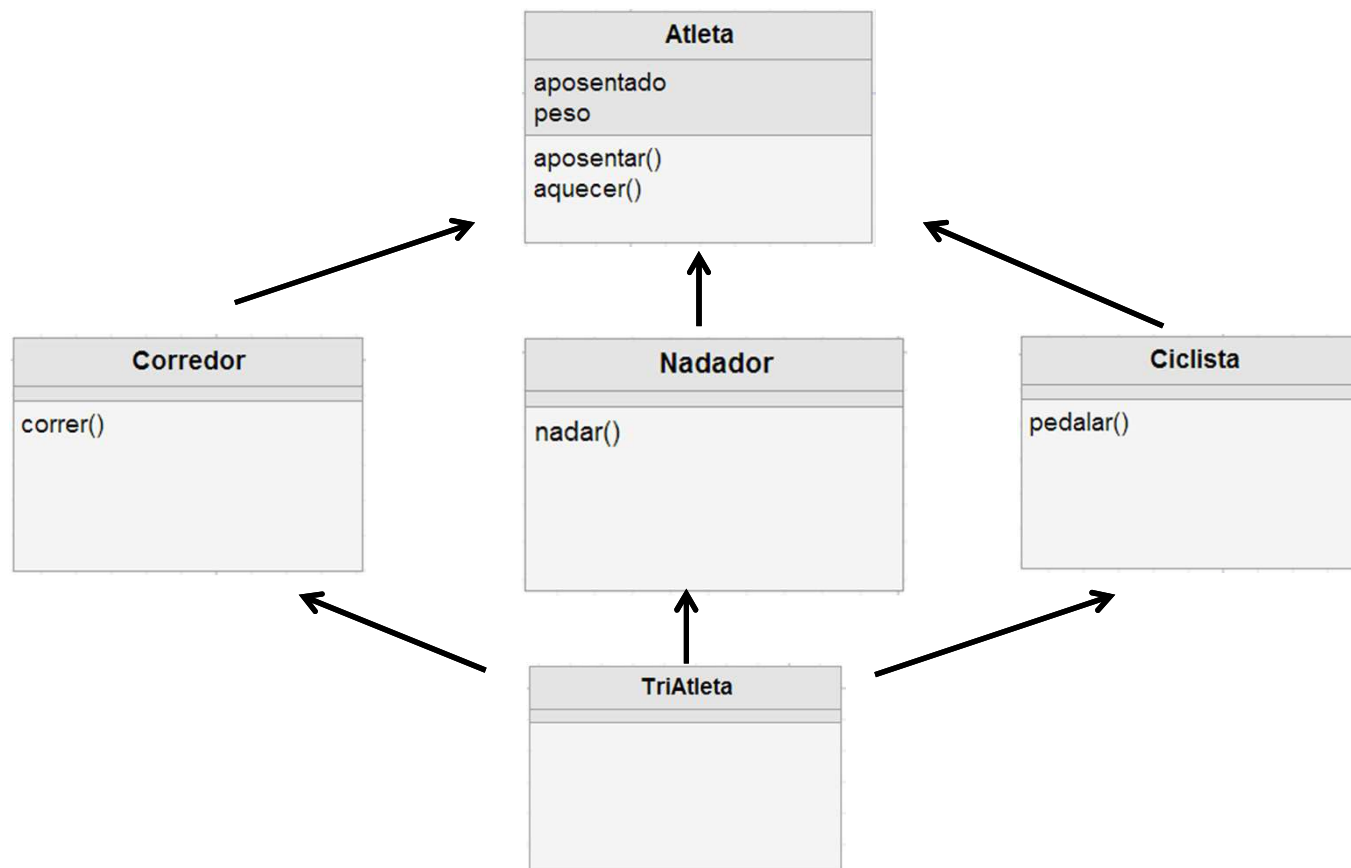 Atleta
aposentado
peso
aposentar()
aquecer()
Corredor
correr()
Nadador
nadar()
Ciclista
pedalar()
TriAtleta